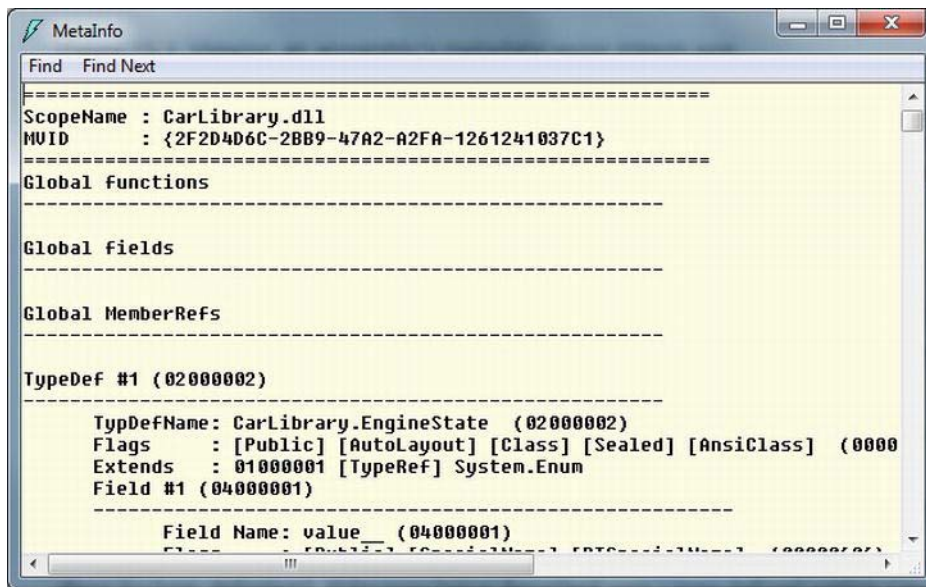 MetaInfo
Find Find Next
===========================================================
ScopeName : CarLibrary.dll
MVID      : {2F2D4D6C-2BB9-47A2-A2FA-1261241037C1}
===========================================================
Global functions
-------------------------------------------------------
Global fields
-------------------------------------------------------
Global MemberRefs
-------------------------------------------------------
TypeDef #1 (02000002)
-------------------------------------------------------
TypDefName: CarLibrary.EngineState  (02000002)
Flags     : [Public] [AutoLayout] [Class] [Sealed] [AnsiClass]  (0000
Extends   : 01000001 [TypeRef] System.Enum
Field #1 (04000001)
-------------------------------------------------------
Field Name: value__ (04000001)